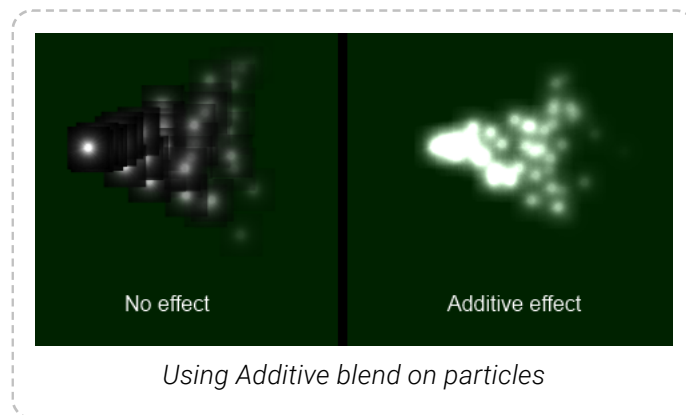 No effect
Additive effect
Using Additive blend on particles